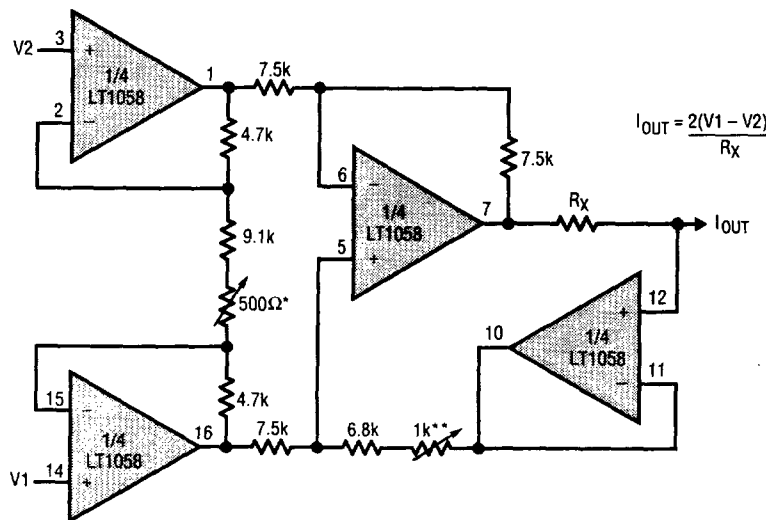 V2
3
2
1/4
LT1058
1
7.5k
4.7k
9.1k
500Ω*
4.7k
15
14
V1
1/4
LT1058
16
7.5k
6.8k
1k**
6
5
1/4
LT1058
7
7.5k
RX
IOUT
IOUT = 2(V1 – V2)
RX
12
11
10
1/4
LT1058